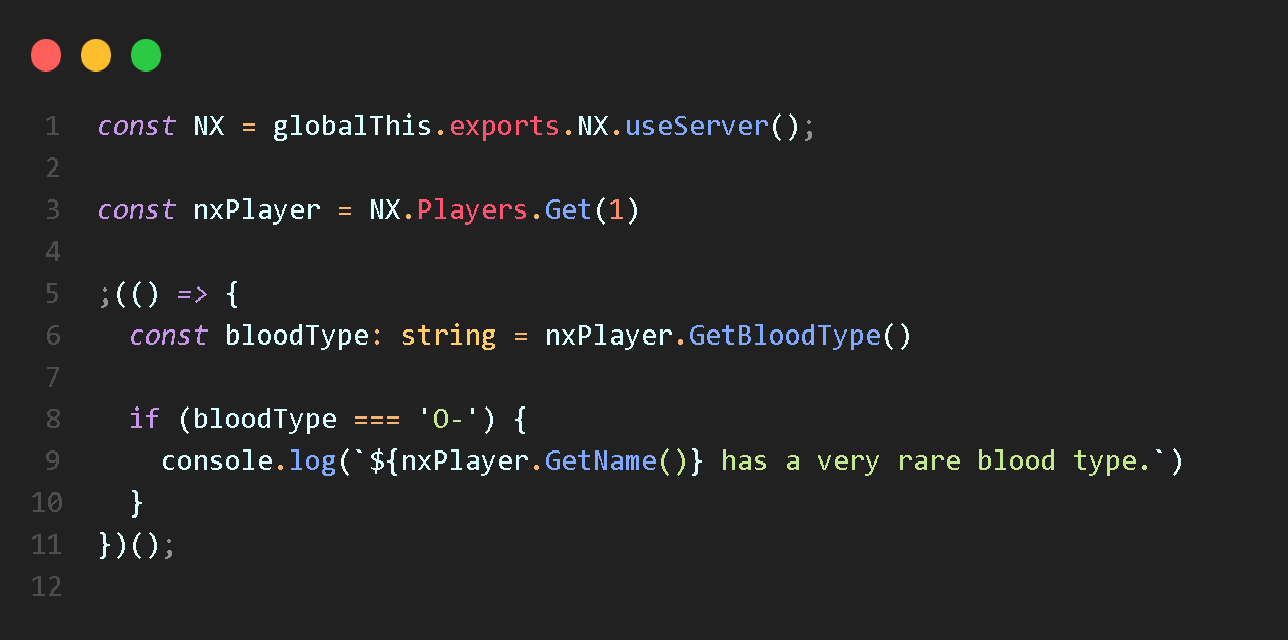 1 const NX = globalThis.exports.NX.useServer();
2
3 const nxPlayer = NX.Players.Get(1)
4
5 ;(() => {
6   const bloodType: string = nxPlayer.GetBloodType()
7
8   if (bloodType === 'O-') {
9     console.log(`${nxPlayer.GetName()} has a very rare blood type.`)
10   }
11 })();
12